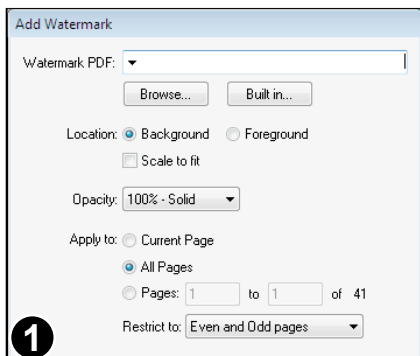 Add Watermark
Watermark PDF:
Browse... Built in...
Location: Background Foreground
Scale to fit
Opacity: 100% - Solid
Apply to: Current Page
All Pages
Pages: 1 to 1 of 41
Restrict to: Even and Odd pages
1